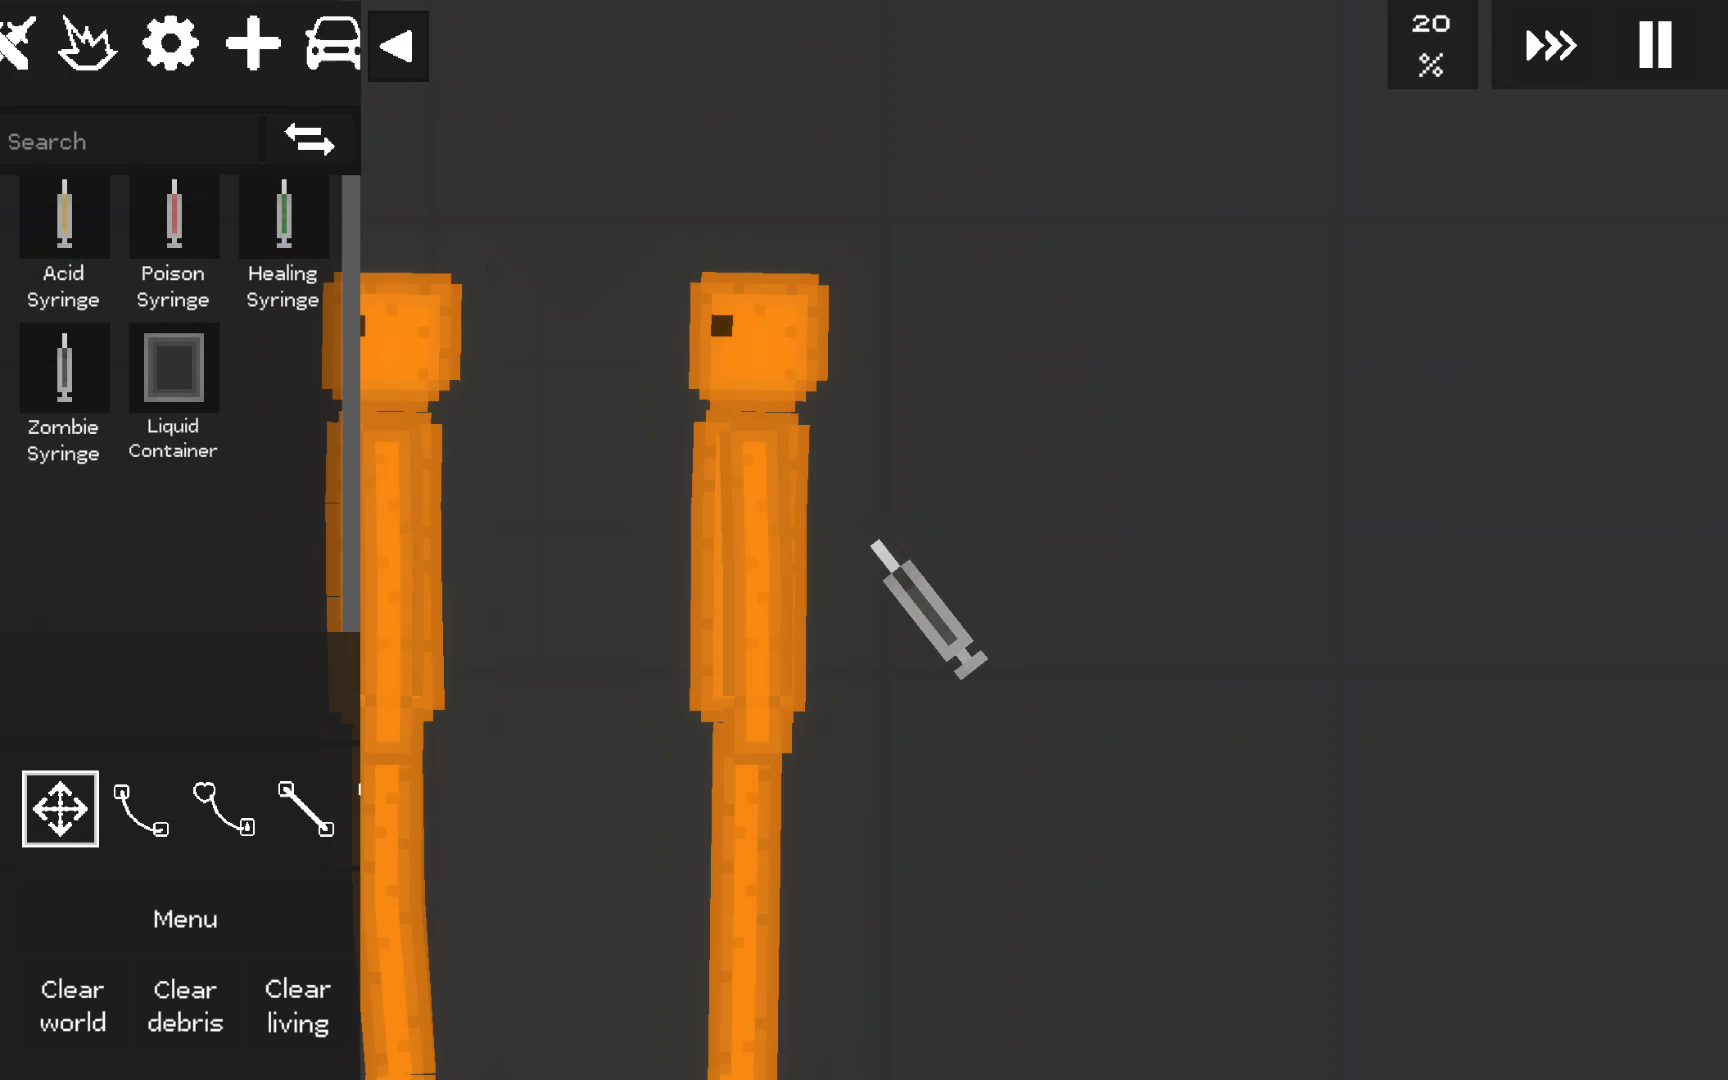 20
%
Search
Acid
Syringe
Poison
Syringe
Healing
Syringe
Zombie
Syringe
Liquid
Container
Menu
Clear
world
Clear
debris
Clear
living